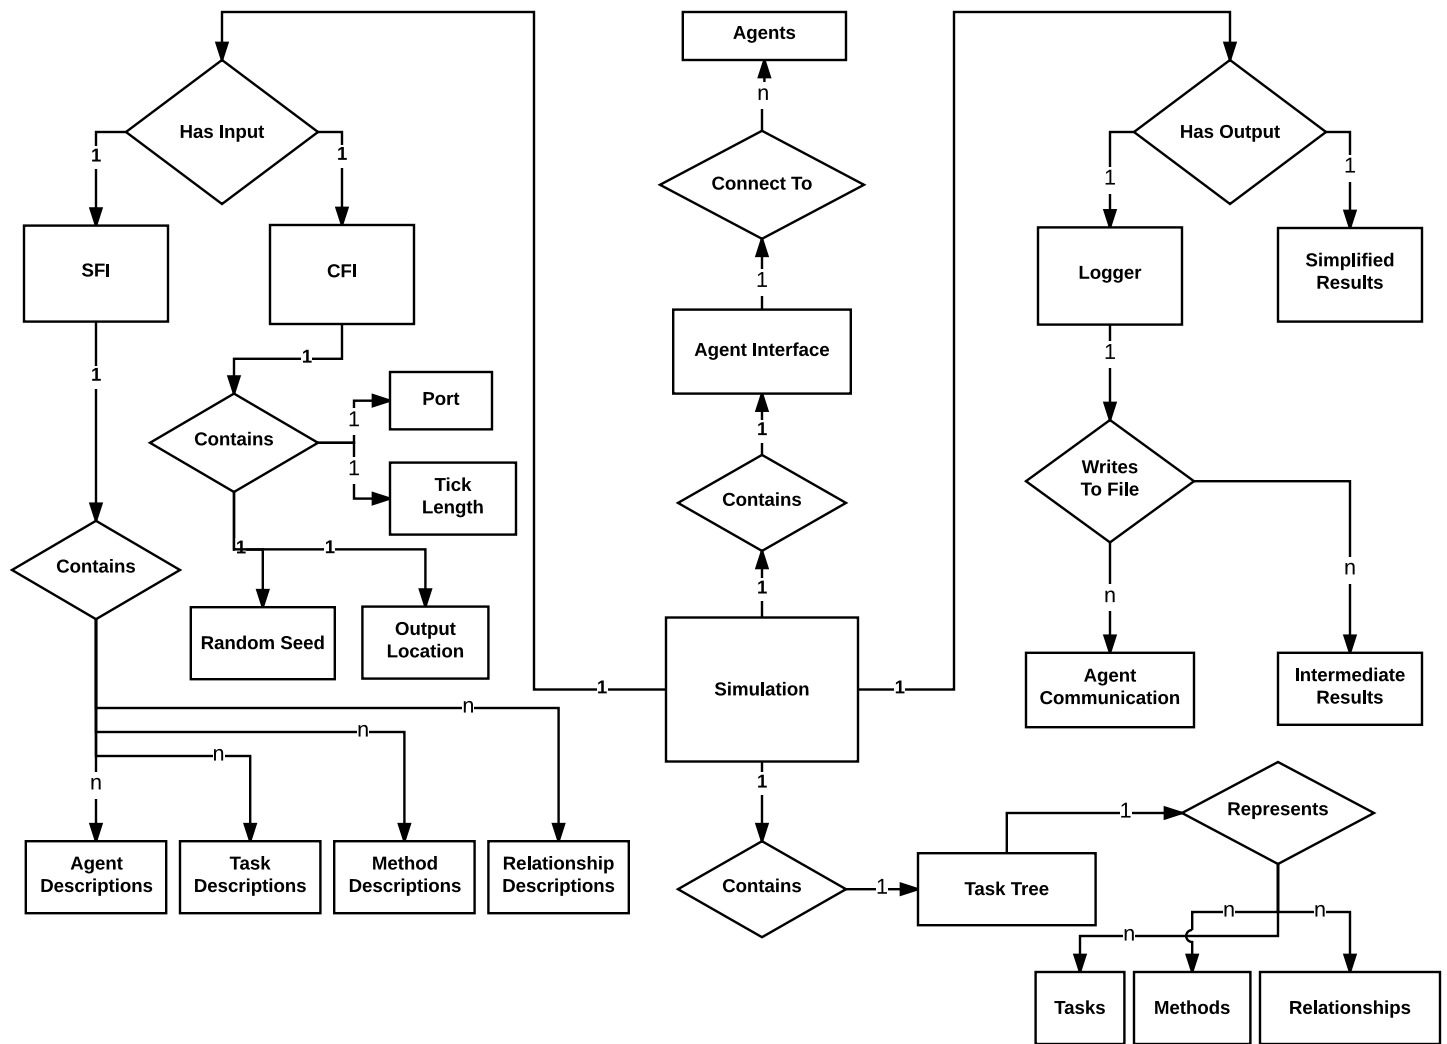 Agents
n
Connect To
1
Agent Interface
1
Contains
1
Simulation
Has Input
1
1
SFI
CFI
1
1
Contains
1
Port
1
Tick
Length
1
1
Random Seed
Output
Location
Contains
n
n
n
n
Agent
Descriptions
Task
Descriptions
Method
Descriptions
Relationship
Descriptions
1
1
Has Output
1
1
Logger
Simplified
Results
1
Writes
To File
n
n
Agent
Communication
Intermediate
Results
1
Contains
1
Task Tree
1
Represents
n
n
n
Tasks
Methods
Relationships